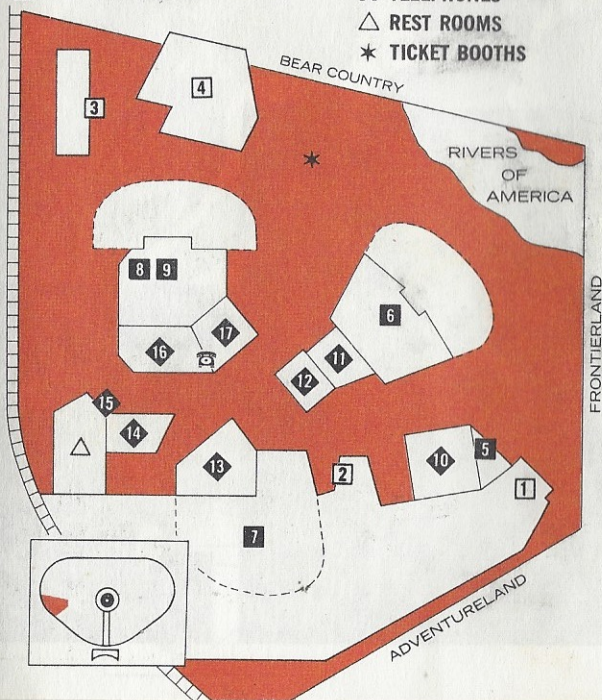 △ REST ROOMS
✶ TICKET BOOTHS
BEAR COUNTRY
3
4
RIVERS
OF
AMERICA
FRONTIERLAND
8 9
6
17
16
11
12
15
14
13
10
5
2
1
7
ADVENTURELAND